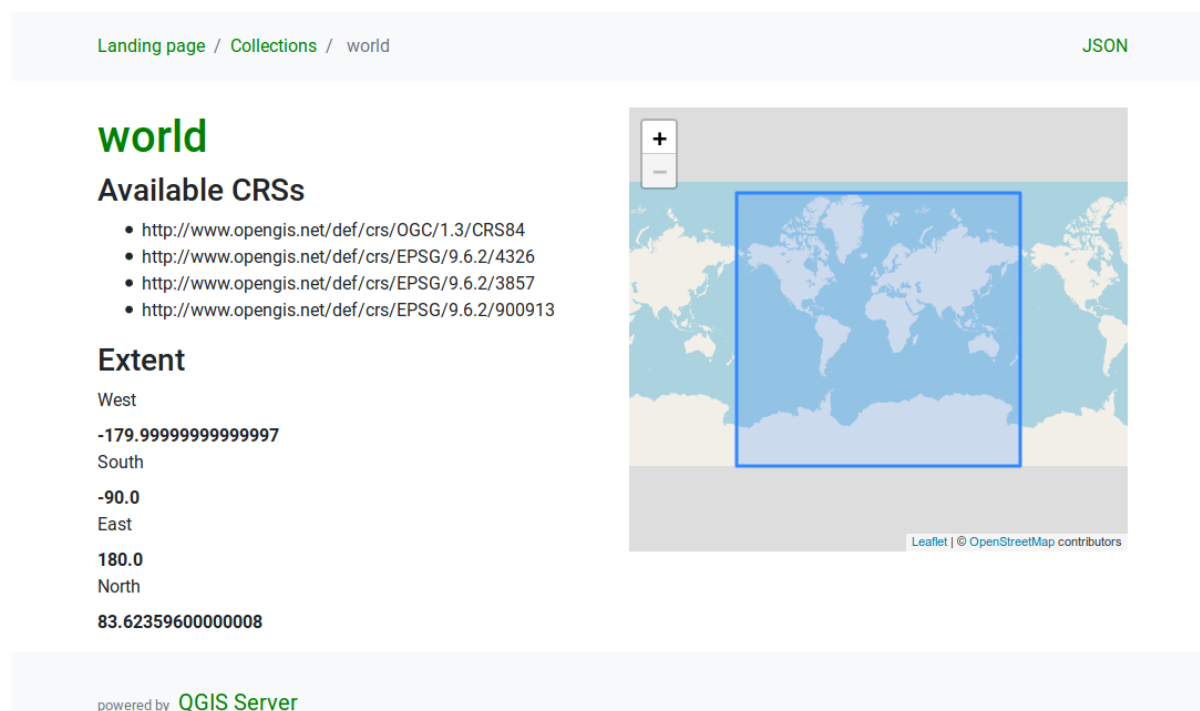 Landing page / Collections / world
JSON
world
Available CRSs
http://www.opengis.net/def/crs/OGC/1.3/CRS84
http://www.opengis.net/def/crs/EPSG/9.6.2/4326
http://www.opengis.net/def/crs/EPSG/9.6.2/3857
http://www.opengis.net/def/crs/EPSG/9.6.2/900913
Extent
West
-179.99999999999997
South
-90.0
East
180.0
North
83.62359600000008
+
−
Leaflet | © OpenStreetMap contributors
powered by QGIS Server